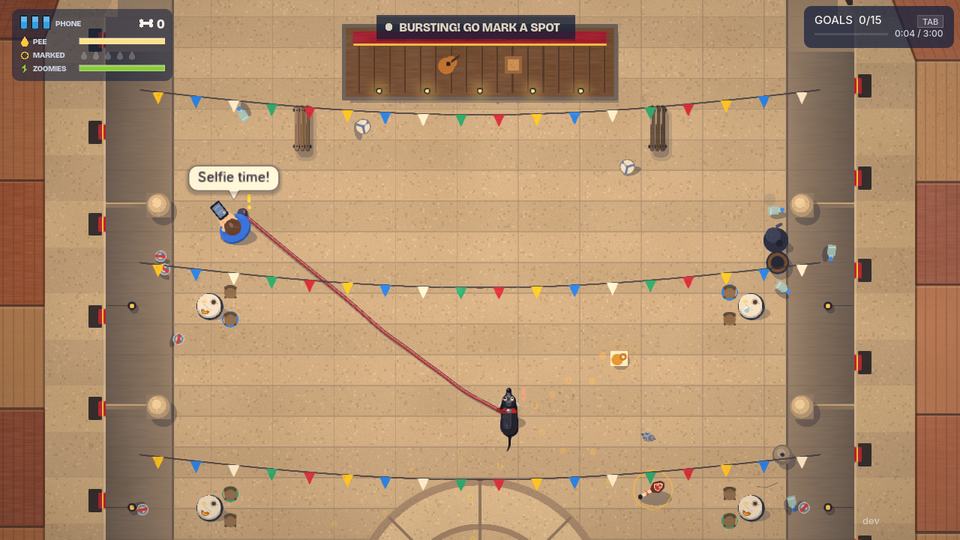 PHONE 0
PEE
MARKED
ZOOMIES
BURSTING! GO MARK A SPOT
GOALS 0/15 TAB
0:04 / 3:00
Selfie time!
dev